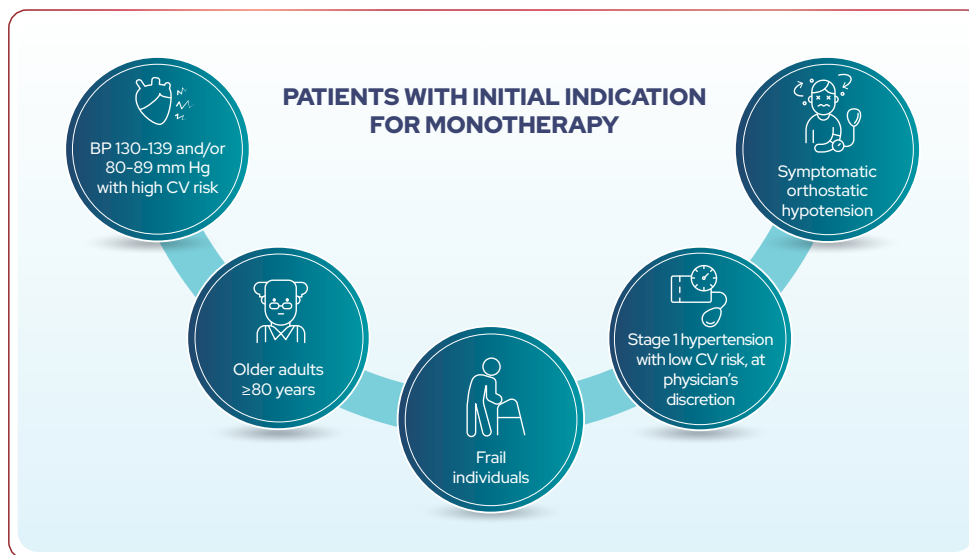 PATIENTS WITH INITIAL INDICATION
FOR MONOTHERAPY
BP 130-139 and/or
80-89 mm Hg
with high CV risk
Older adults
≥80 years
Frail
individuals
Stage 1 hypertension
with low CV risk, at
physician’s
discretion
Symptomatic
orthostatic
hypotension